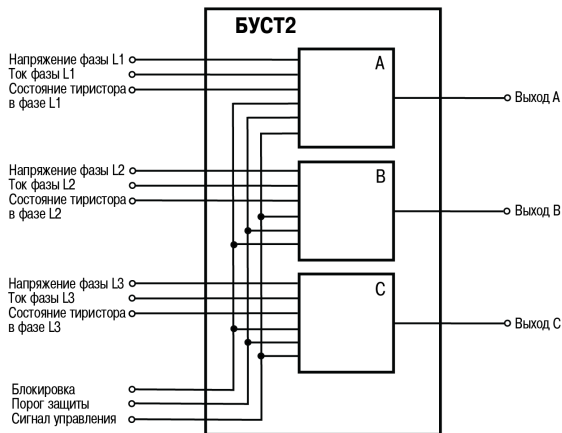 БУСТ2
Напряжение фазы L1
Ток фазы L1
Состояние тиристора
в фазе L1
A
Выход A
Напряжение фазы L2
Ток фазы L2
Состояние тиристора
в фазе L2
B
Выход B
Напряжение фазы L3
Ток фазы L3
Состояние тиристора
в фазе L3
C
Выход C
Блокировка
Порог защиты
Сигнал управления